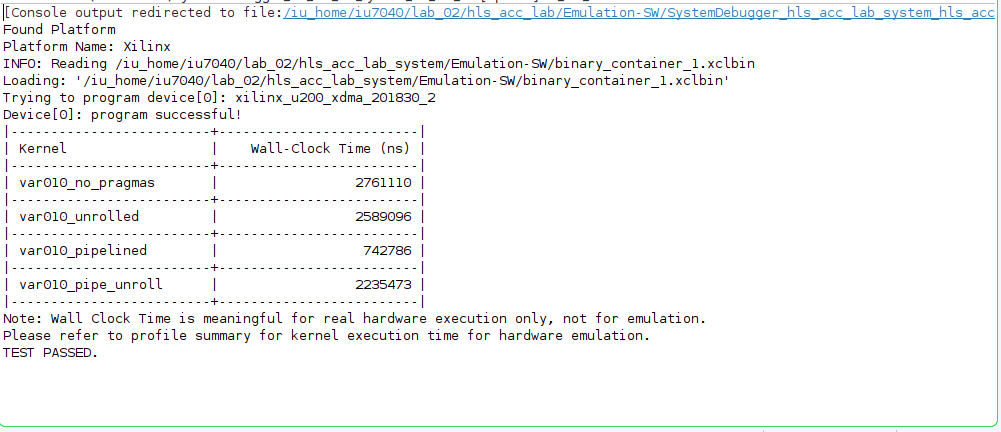 [Console output redirected to file:/iu_home/iu7040/lab_02/hls_acc_lab/Emulation-SW/SystemDebugger_hls_acc_lab_system_hls_acc
Found Platform
Platform Name: Xilinx
INFO: Reading /iu_home/iu7040/lab_02/hls_acc_lab_system/Emulation-SW/binary_container_1.xclbin
Loading: '/iu_home/iu7040/lab_02/hls_acc_lab_system/Emulation-SW/binary_container_1.xclbin'
Trying to program device[0]: xilinx_u200_xdma_201830_2
Device[0]: program successful!
|-------------------------+-------------------------|
| Kernel                  |    Wall-Clock Time (ns) |
|-------------------------+-------------------------|
| var010_no_pragmas       |                 2761110 |
|-------------------------+-------------------------|
| var010_unrolled         |                 2589096 |
|-------------------------+-------------------------|
| var010_pipelined        |                  742786 |
|-------------------------+-------------------------|
| var010_pipe_unroll      |                 2235473 |
|-------------------------+-------------------------|
Note: Wall Clock Time is meaningful for real hardware execution only, not for emulation.
Please refer to profile summary for kernel execution time for hardware emulation.
TEST PASSED.